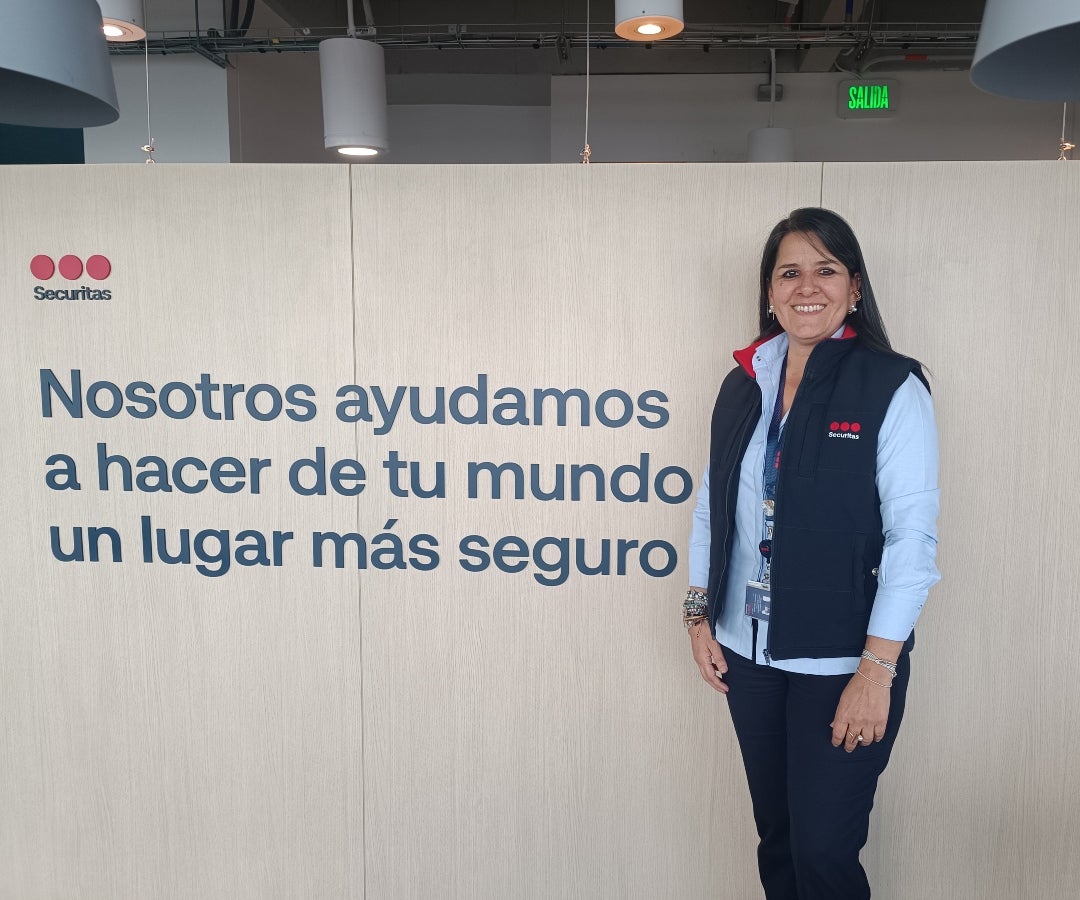 SALIDA
Securitas
Nosotros ayudamos
a hacer de tu mundo
un lugar más seguro
Securitas